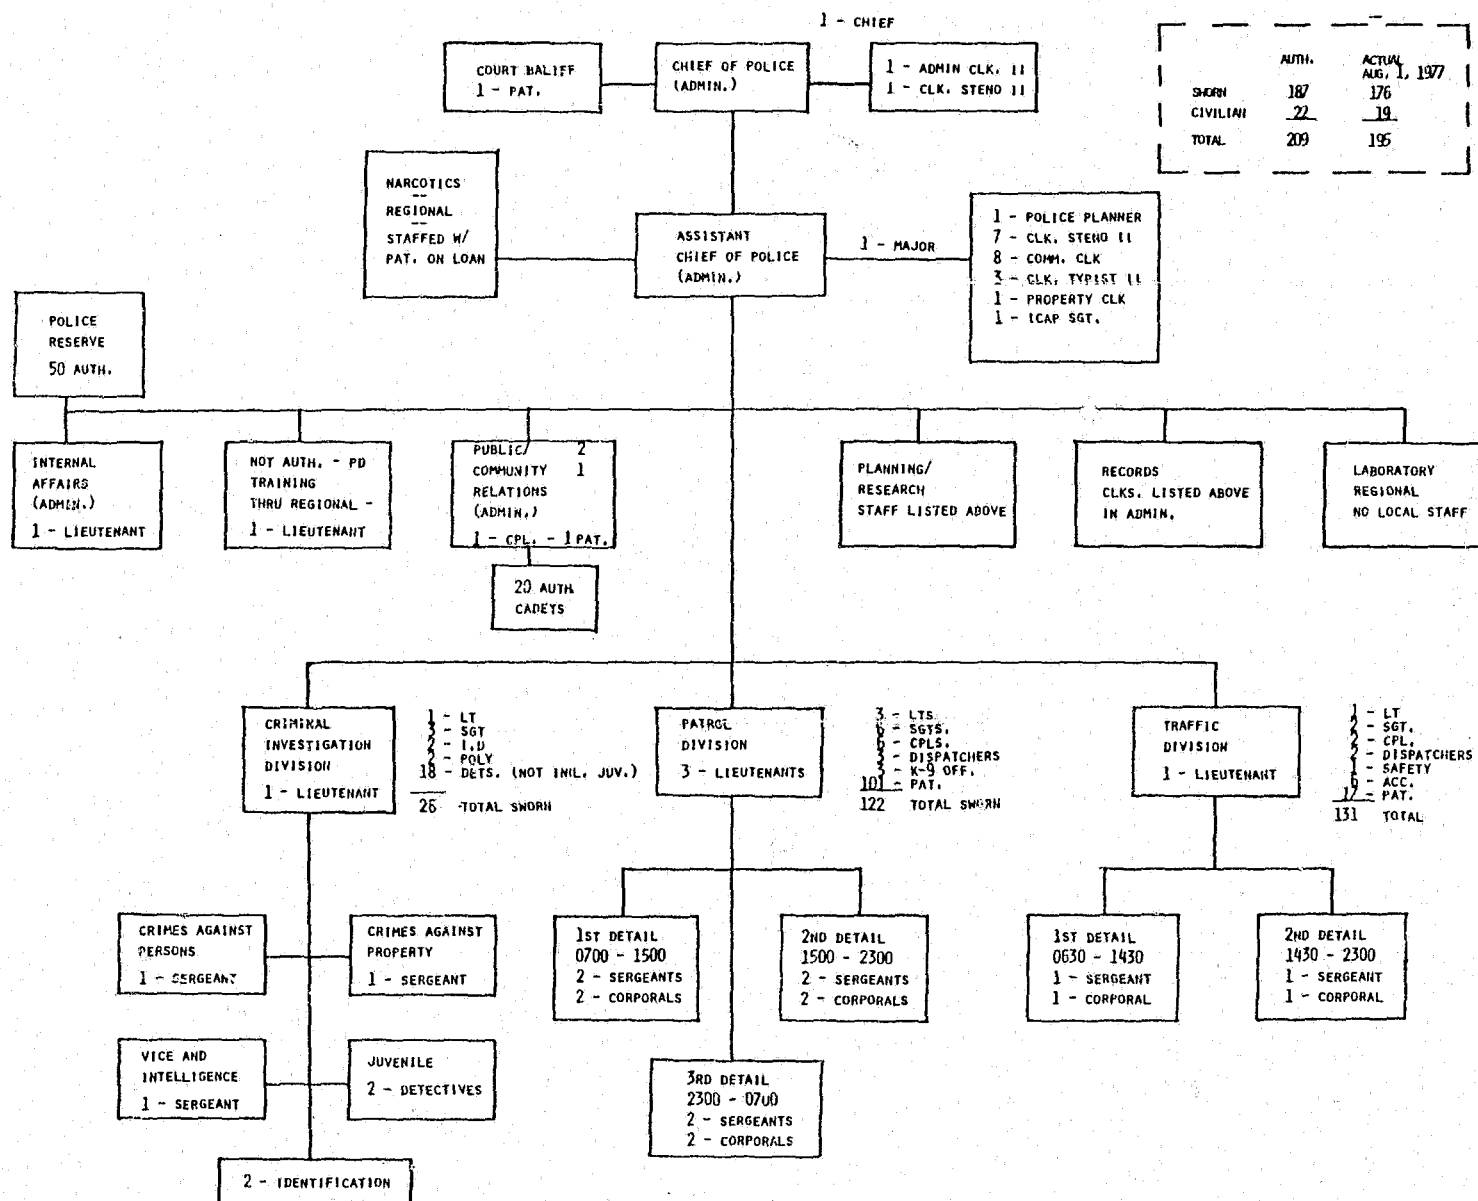 1 - CHIEF
COURT BALIFF
1 - PAT.
CHIEF OF POLICE
(ADMIN.)
1 - ADMIN CLK. II
1 - CLK. STENO II
AUTH. ACTUAL
AUG. 1, 1977
SWORN 187 176
CIVILIAN 22 19
TOTAL 209 195
NARCOTICS
--
REGIONAL
--
STAFFED W/
PAT. ON LOAN
ASSISTANT
CHIEF OF POLICE
(ADMIN.)
1 - MAJOR
1 - POLICE PLANNER
7 - CLK. STENO II
8 - COMM. CLK
3 - CLK. TYPIST II
1 - PROPERTY CLK
1 - ICAP SGT.
POLICE
RESERVE
50 AUTH.
INTERNAL
AFFAIRS
(ADMIN.)
1 - LIEUTENANT
NOT AUTH. - PD
TRAINING
THRU REGIONAL -
1 - LIEUTENANT
PUBLIC/ 2
COMMUNITY 1
RELATIONS
(ADMIN.)
1 - CPL. - 1 PAT.
20 AUTH.
CADETS
PLANNING/
RESEARCH
STAFF LISTED ABOVE
RECORDS
CLKS. LISTED ABOVE
IN ADMIN.
LABORATORY
REGIONAL
NO LOCAL STAFF
CRIMINAL
INVESTIGATION
DIVISION
1 - LIEUTENANT
1 - LT
3 - SGT
2 - I.D
2 - POLY
18 - DETS. (NOT INCL. JUV.)
26 -TOTAL SWORN
PATROL
DIVISION
3 - LIEUTENANTS
3 - LTS.
6 - SGTS.
6 - CPLS.
3 - DISPATCHERS
3 - K-9 OFF.
101 - PAT.
122 TOTAL SWORN
TRAFFIC
DIVISION
1 - LIEUTENANT
1 - LT
2 - SGT.
2 - CPL.
2 - DISPATCHERS
1 - SAFETY
6 - ACC.
17 - PAT.
131 TOTAL
CRIMES AGAINST
PERSONS
1 - SERGEANT
CRIMES AGAINST
PROPERTY
1 - SERGEANT
VICE AND
INTELLIGENCE
1 - SERGEANT
JUVENILE
2 - DETECTIVES
2 - IDENTIFICATION
1ST DETAIL
0700 - 1500
2 - SERGEANTS
2 - CORPORALS
2ND DETAIL
1500 - 2300
2 - SERGEANTS
2 - CORPORALS
3RD DETAIL
2300 - 0700
2 - SERGEANTS
2 - CORPORALS
1ST DETAIL
0630 - 1430
1 - SERGEANT
1 - CORPORAL
2ND DETAIL
1430 - 2300
1 - SERGEANT
1 - CORPORAL